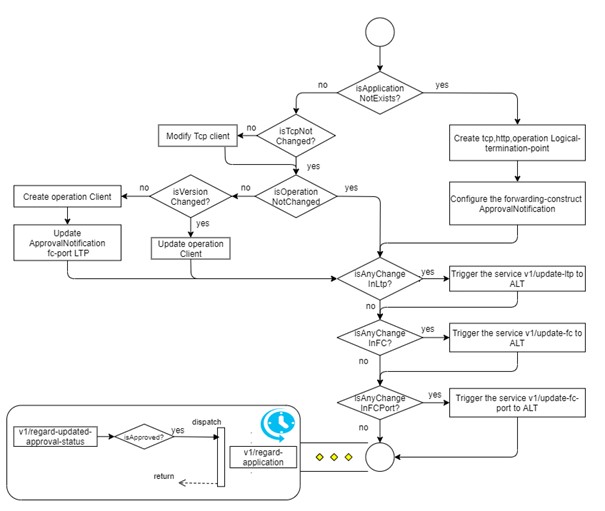 no
isApplication
NotExists?
yes
Modify Tcp client
no
isTcpNot
Changed?
yes
Create tcp,http,operation Logical-
termination-point
Create operation Client
no
isVersion
Changed?
no
isOperation
NotChanged
yes
Configure the forwarding-construct
ApprovalNotification
yes
Update
ApprovalNotification
fc-port LTP
Update operation
Client
isAnyChange
InLtp?
yes
Trigger the service v1/update-ltp to
ALT
no
isAnyChange
InFC?
yes
Trigger the service v1/update-fc to
ALT
no
isAnyChange
InFCPort?
yes
Trigger the service v1/update-fc-
port to ALT
no
v1/regard-updated-
approval-status
isApproved?
yes
dispatch
v1/regard-
application
return